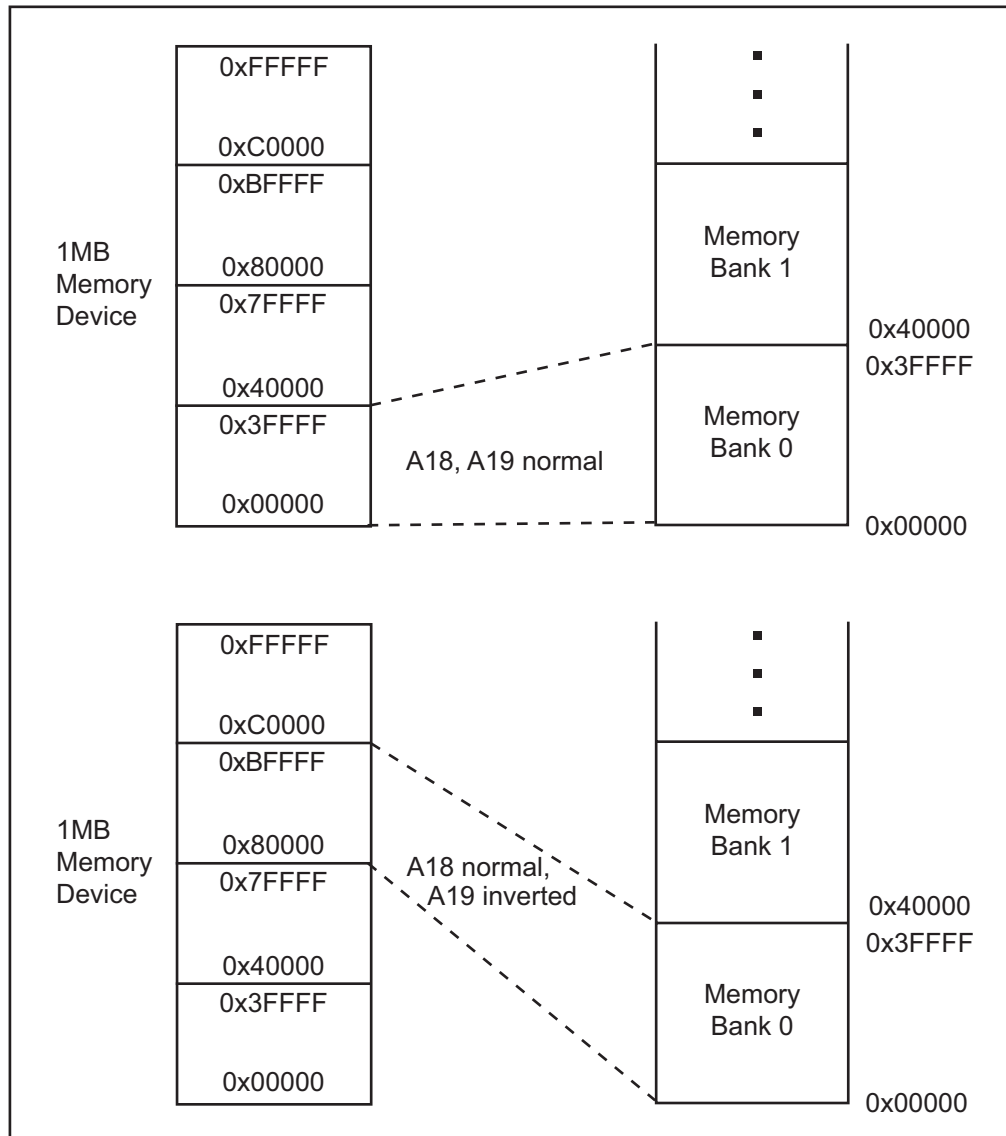 0xFFFFF
0xC0000
0xBFFFF
0x80000
0x7FFFF
0x40000
0x3FFFF
0x00000
1MB
Memory
Device
A18, A19 normal
Memory
Bank 1
0x40000
0x3FFFF
Memory
Bank 0
0x00000
0xFFFFF
0xC0000
0xBFFFF
0x80000
0x7FFFF
0x40000
0x3FFFF
0x00000
1MB
Memory
Device
A18 normal,
A19 inverted
Memory
Bank 1
0x40000
0x3FFFF
Memory
Bank 0
0x00000